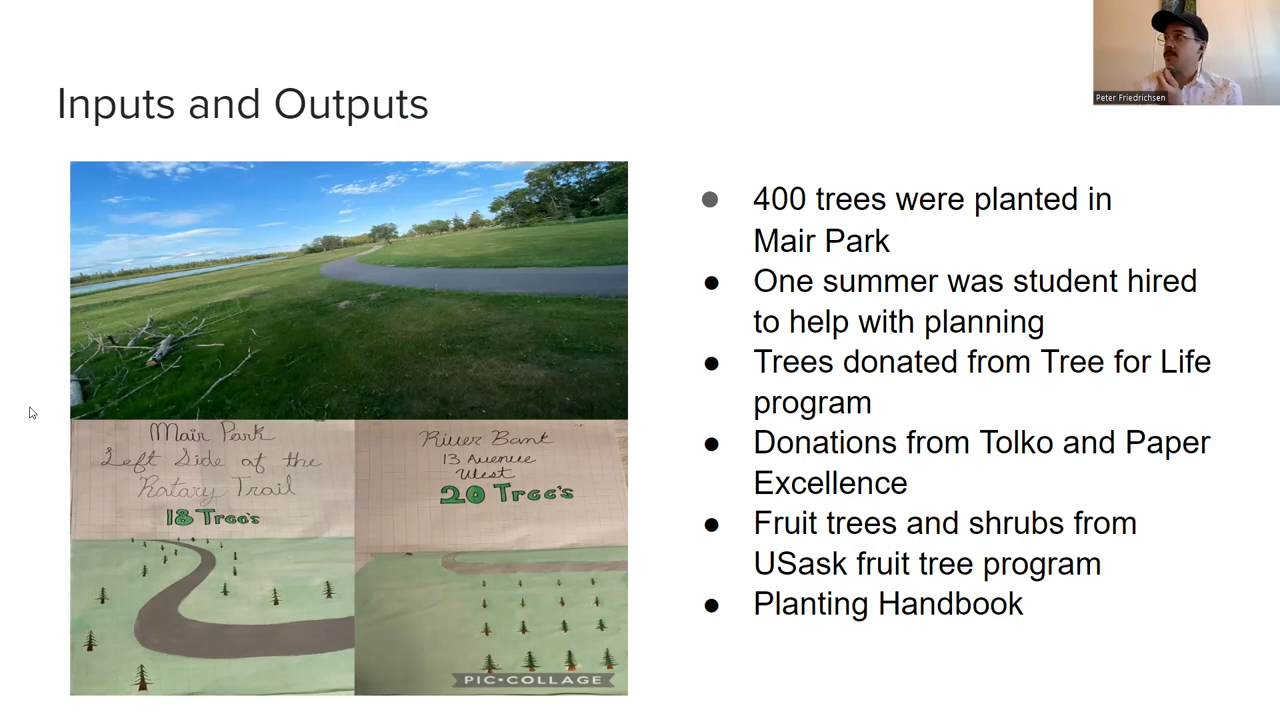 Peter Friedrichsen
Inputs and Outputs
Mair Park
Left Side of the
Rotary Trail
18 Tree's
River Bank
13 Avenue
West
20 Tree's
PIC•COLLAGE
● 400 trees were planted in
Mair Park
● One summer was student hired
to help with planning
● Trees donated from Tree for Life
program
● Donations from Tolko and Paper
Excellence
● Fruit trees and shrubs from
USask fruit tree program
● Planting Handbook